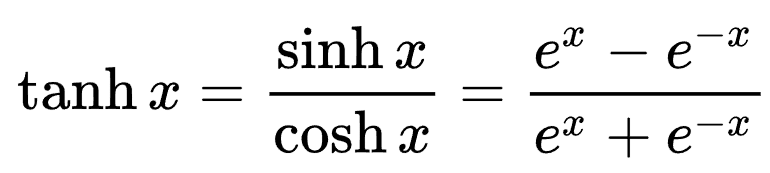 tanh x = sinh x / cosh x = (e^x − e^{−x}) / (e^x + e^{−x})